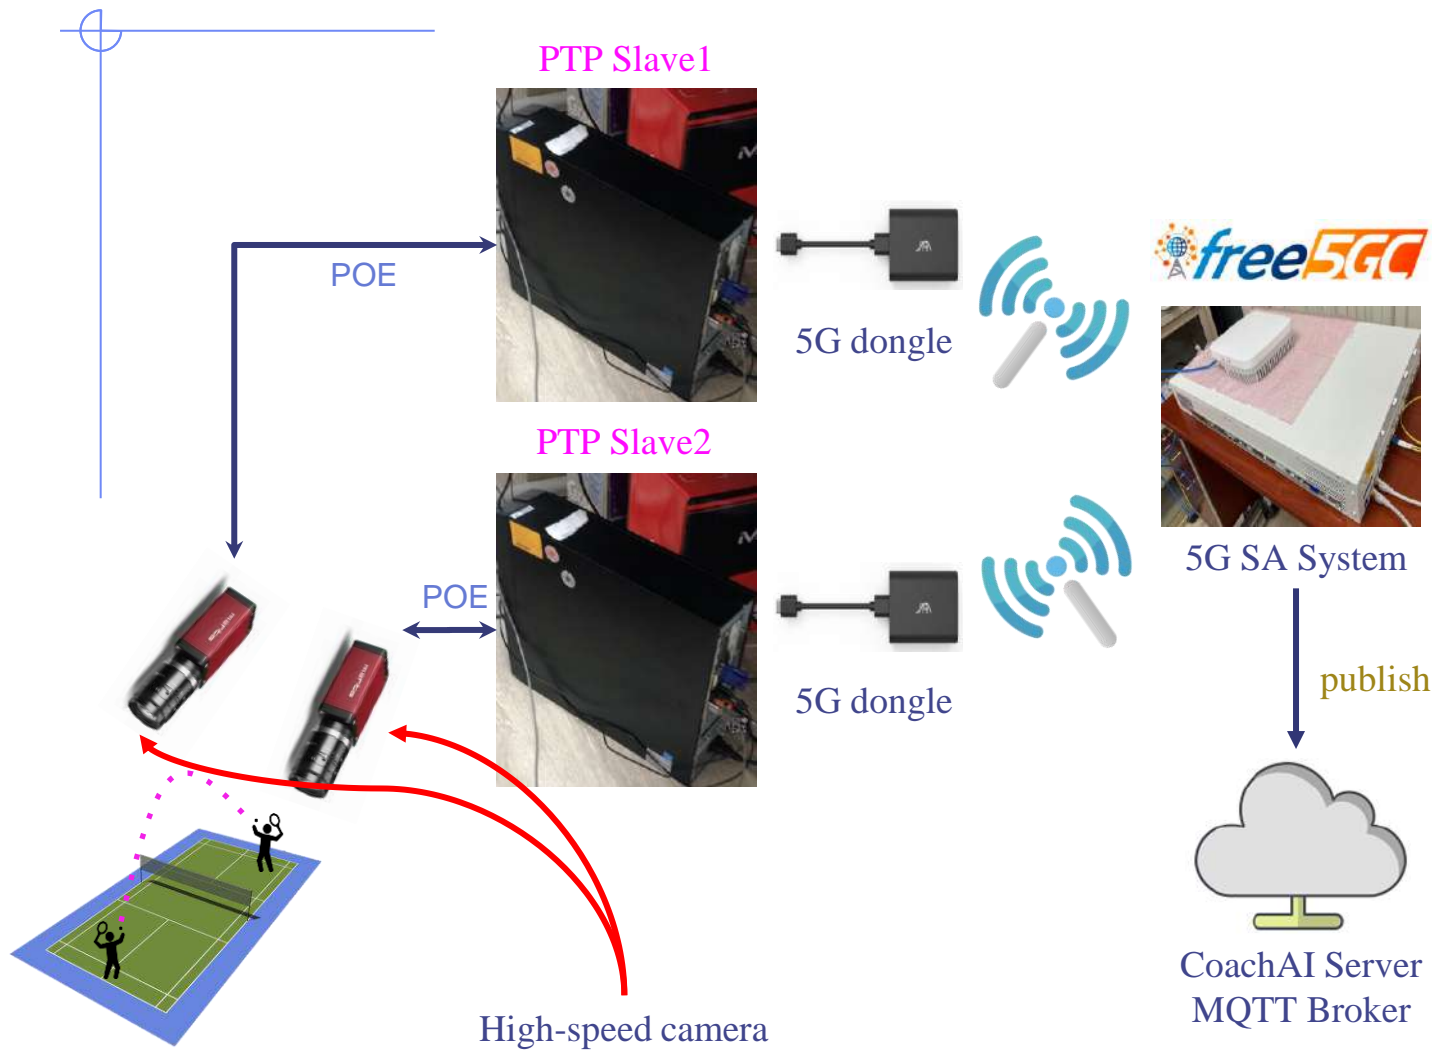 PTP Slave1
POE
5G dongle
free5GC
PTP Slave2
5G SA System
POE
5G dongle
publish
CoachAI Server
MQTT Broker
High-speed camera